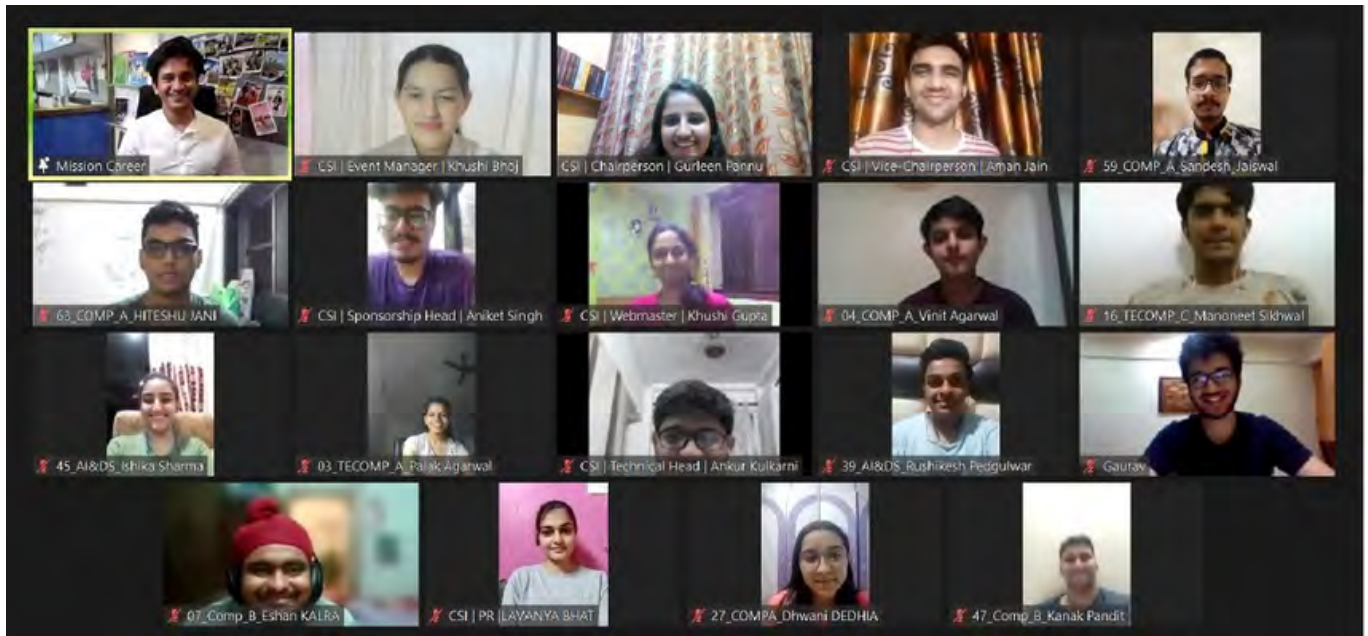 Mission Career
CSI | Event Manager | Khushi Bhoj
CSI | Chairperson | Gurleen Pannu
CSI | Vice-Chairperson | Aman Jain
59_COMP_A_Sandesh_Jaiswal
63_COMP_A_HITESHU JANI
CSI | Sponsorship Head | Aniket Singh
CSI | Webmaster | Khushi Gupta
04_COMP_A_Vinit Agarwal
16_TECOMP_C_Manoneet Sikhwal
45_AI&DS_Ishika Sharma
03_TECOMP_A_Palak Agarwal
CSI | Technical Head | Ankur Kulkarni
39_AI&DS_Rushikesh Pedgulwar
Gaurav
07_Comp_B_Eshan KALRA
CSI | PR | LAVANYA BHAT
27_COMPA_Dhwani DEDHIA
47_Comp_B_Kanak Pandit